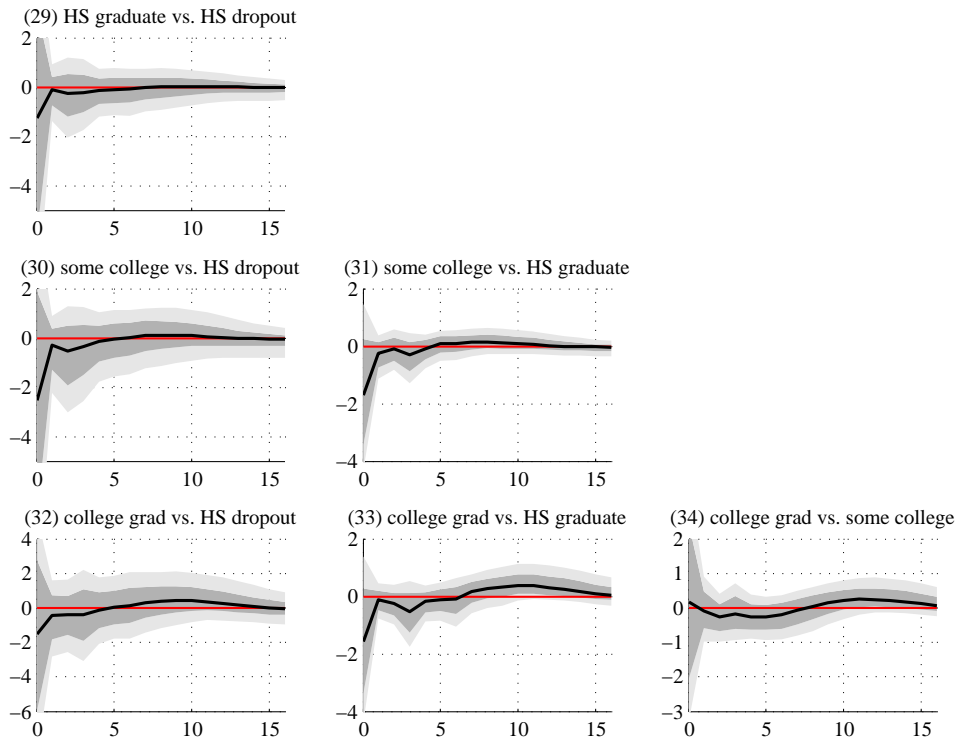 (29) HS graduate vs. HS dropout
2
0
−2
−4
0 5 10 15
(30) some college vs. HS dropout
2
0
−2
−4
0 5 10 15
(31) some college vs. HS graduate
2
0
−2
−4
0 5 10 15
(32) college grad vs. HS dropout
4
2
0
−2
−4
−6
0 5 10 15
(33) college grad vs. HS graduate
2
0
−2
−4
0 5 10 15
(34) college grad vs. some college
2
1
0
−1
−2
−3
0 5 10 15